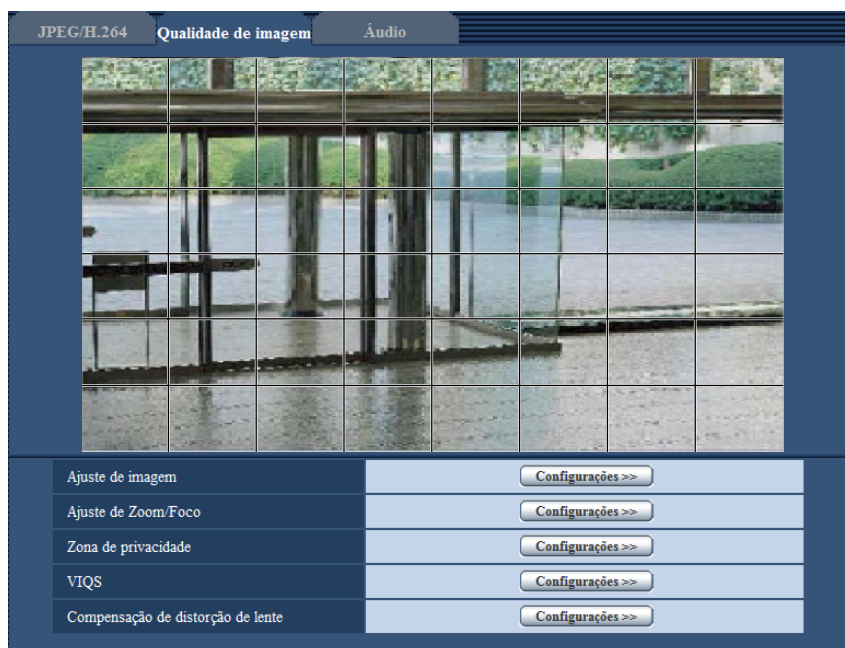 JPEG/H.264 Qualidade de imagem Áudio
Ajuste de imagem Configurações >>
Ajuste de Zoom/Foco Configurações >>
Zona de privacidade Configurações >>
VIQS Configurações >>
Compensação de distorção de lente Configurações >>